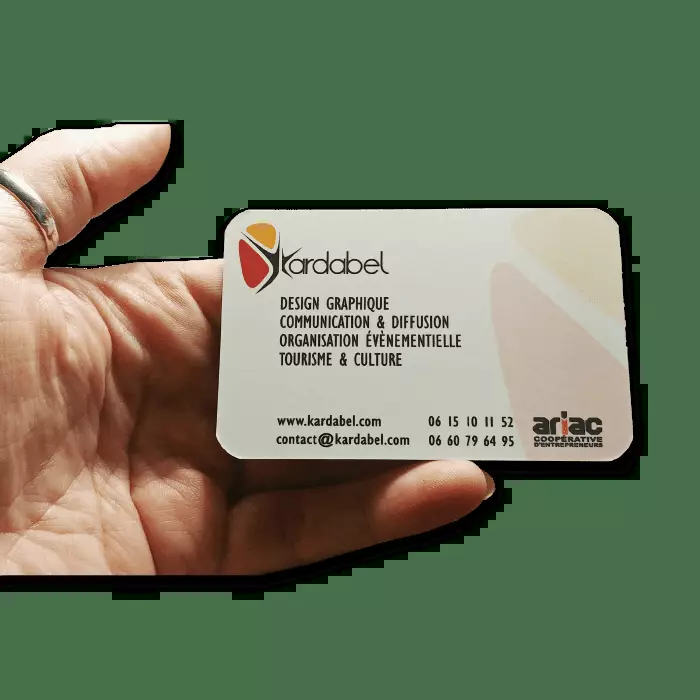 Kardabel
DESIGN GRAPHIQUE
COMMUNICATION & DIFFUSION
ORGANISATION ÉVÈNEMENTIELLE
TOURISME & CULTURE
www.kardabel.com 06 15 10 11 52
contact@kardabel.com 06 60 79 64 95
ariac
COOPÉRATIVE
D'ENTREPRENEURS